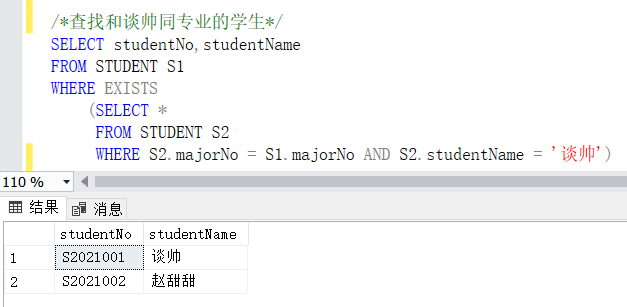 /*查找和谈帅同专业的学生*/
SELECT studentNo,studentName
FROM STUDENT S1
WHERE EXISTS
(SELECT *
FROM STUDENT S2
WHERE S2.majorNo = S1.majorNo AND S2.studentName = '谈帅')
110 %
结果 消息
studentNo studentName
1 S2021001 谈帅
2 S2021002 赵甜甜